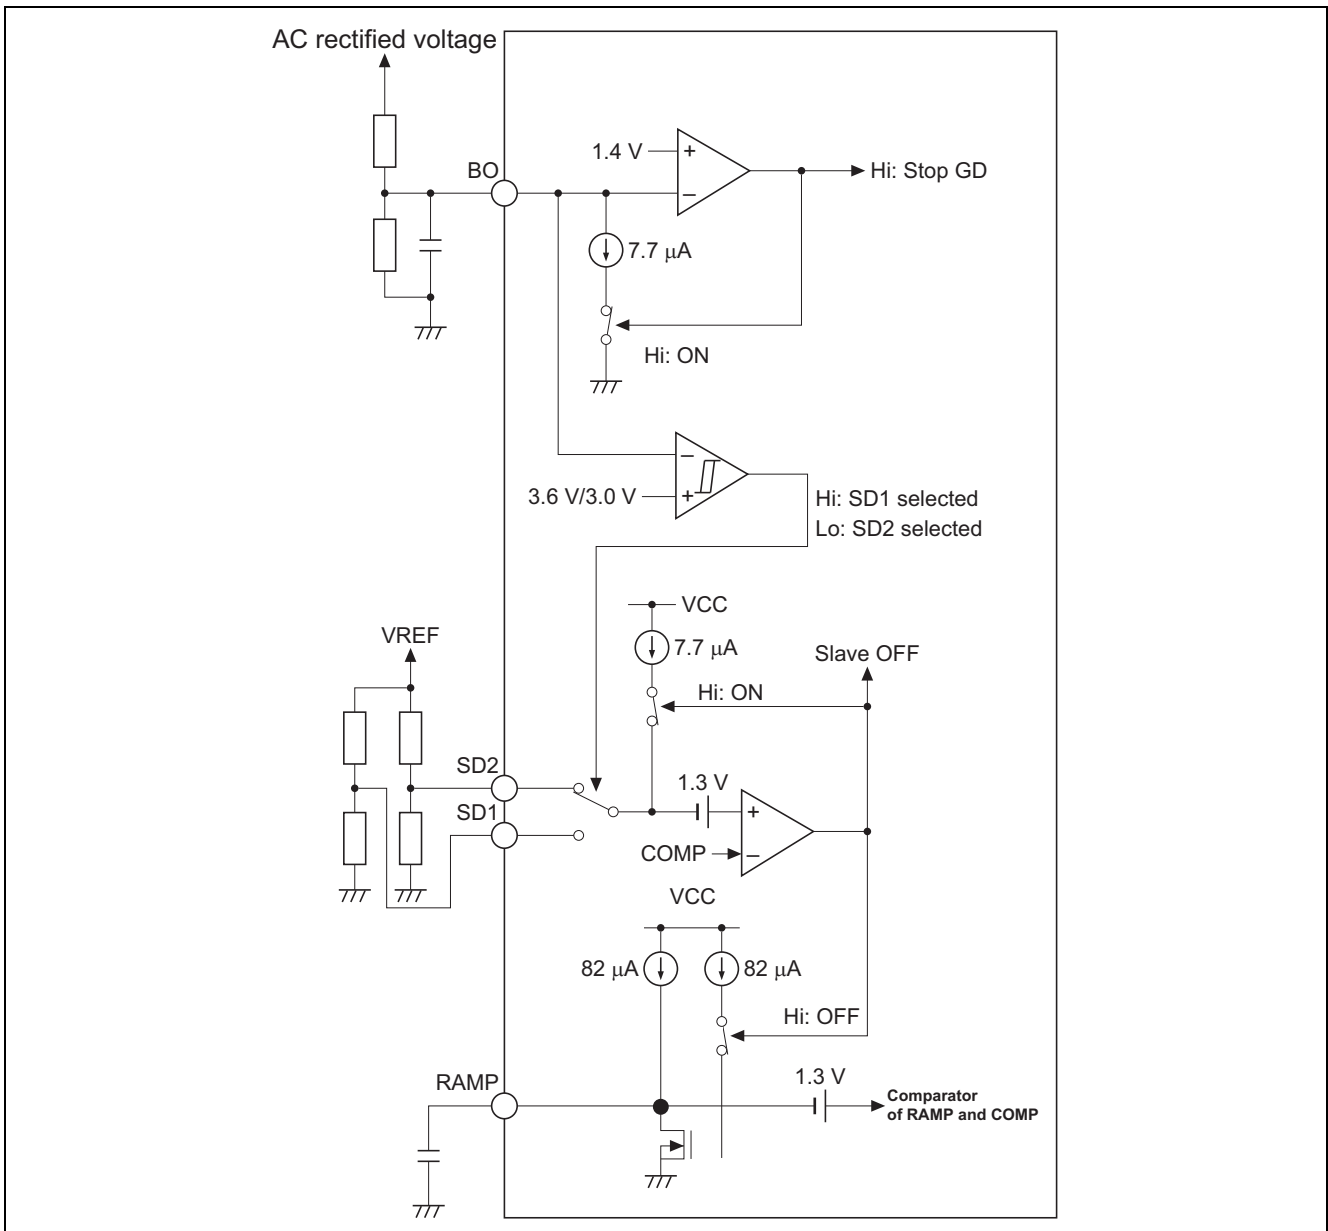 AC rectified voltage
1.4 V
+
−
BO
Hi: Stop GD
7.7 μA
Hi: ON
−
3.6 V/3.0 V
+
Hi: SD1 selected
Lo: SD2 selected
VCC
VREF
7.7 μA
Slave OFF
Hi: ON
SD2
1.3 V
SD1
+
COMP
−
VCC
82 μA
82 μA
Hi: OFF
RAMP
1.3 V
Comparator
of RAMP and COMP